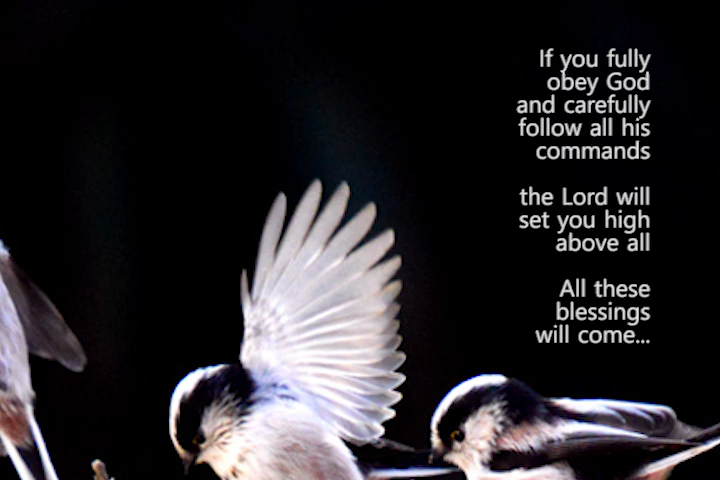 If you fully
obey God
and carefully
follow all his
commands
the Lord will
set you high
above all
All these
blessings
will come...